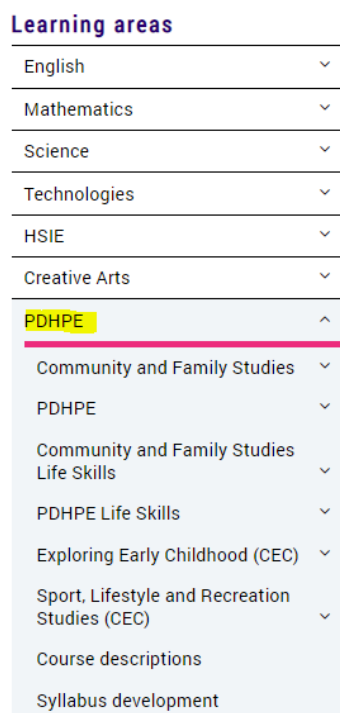 Learning areas
English
Mathematics
Science
Technologies
HSIE
Creative Arts
PDHPE
Community and Family Studies
PDHPE
Community and Family Studies
Life Skills
PDHPE Life Skills
Exploring Early Childhood (CEC)
Sport, Lifestyle and Recreation
Studies (CEC)
Course descriptions
Syllabus development